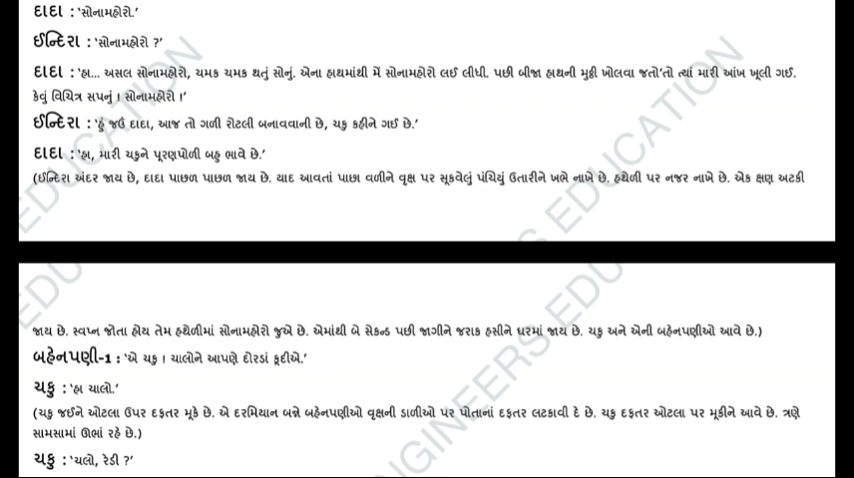 દાદા : 'સોનામહોરો.'
ઈન્દિરા : 'સોનામહોરો ?'
દાદા : 'હા... અસલ સોનામહોરો, ચમક ચમક થતું સોનું. એના હાથમાંથી મેં સોનામહોરો લઈ લીધી. પછી બીજા હાથની મુઠ્ઠી ખોલવા જતો'તો ત્યાં મારી આંખ ખૂલી ગઈ.
કેવું વિચિત્ર સપનું ! સોનામહોરો !'
ઈન્દિરા : 'હું જઉં દાદા, આજ તો ગળી રોટલી બનાવવાની છે, ચકુ કહીને ગઈ છે.'
દાદા : 'હા, મારી ચકુને પૂરણપોળી બહુ ભાવે છે.'
(ઈન્દિરા અંદર જાય છે, દાદા પાછળ પાછળ જાય છે. યાદ આવતાં પાછા વળીને વૃક્ષ પર સૂકવેલું પંચિયું ઉતારીને ખભે નાખે છે. હથેળી પર નજર નાખે છે. એક ક્ષણ અટકી
જાય છે. સ્વપ્ન જોતા હોય તેમ હથેળીમાં સોનામહોરો જુએ છે. એમાંથી બે સેકન્ડ પછી જાગીને જરાક હસીને ઘરમાં જાય છે. ચકુ અને એની બહેનપણીઓ આવે છે.)
બહેનપણી-1 : 'એ ચકુ ! ચાલોને આપણે દોરડાં કૂદીએ.'
ચકુ : 'હા ચાલો.'
(ચકુ જઈને ઓટલા ઉપર દફતર મૂકે છે. એ દરમિયાન બન્ને બહેનપણીઓ વૃક્ષની ડાળીઓ પર પોતાનાં દફતર લટકાવી દે છે. ચકુ દફતર ઓટલા પર મૂકીને આવે છે. ત્રણે
સામસામાં ઊભાં રહે છે.)
ચકુ : 'ચલો, રેડી ?'